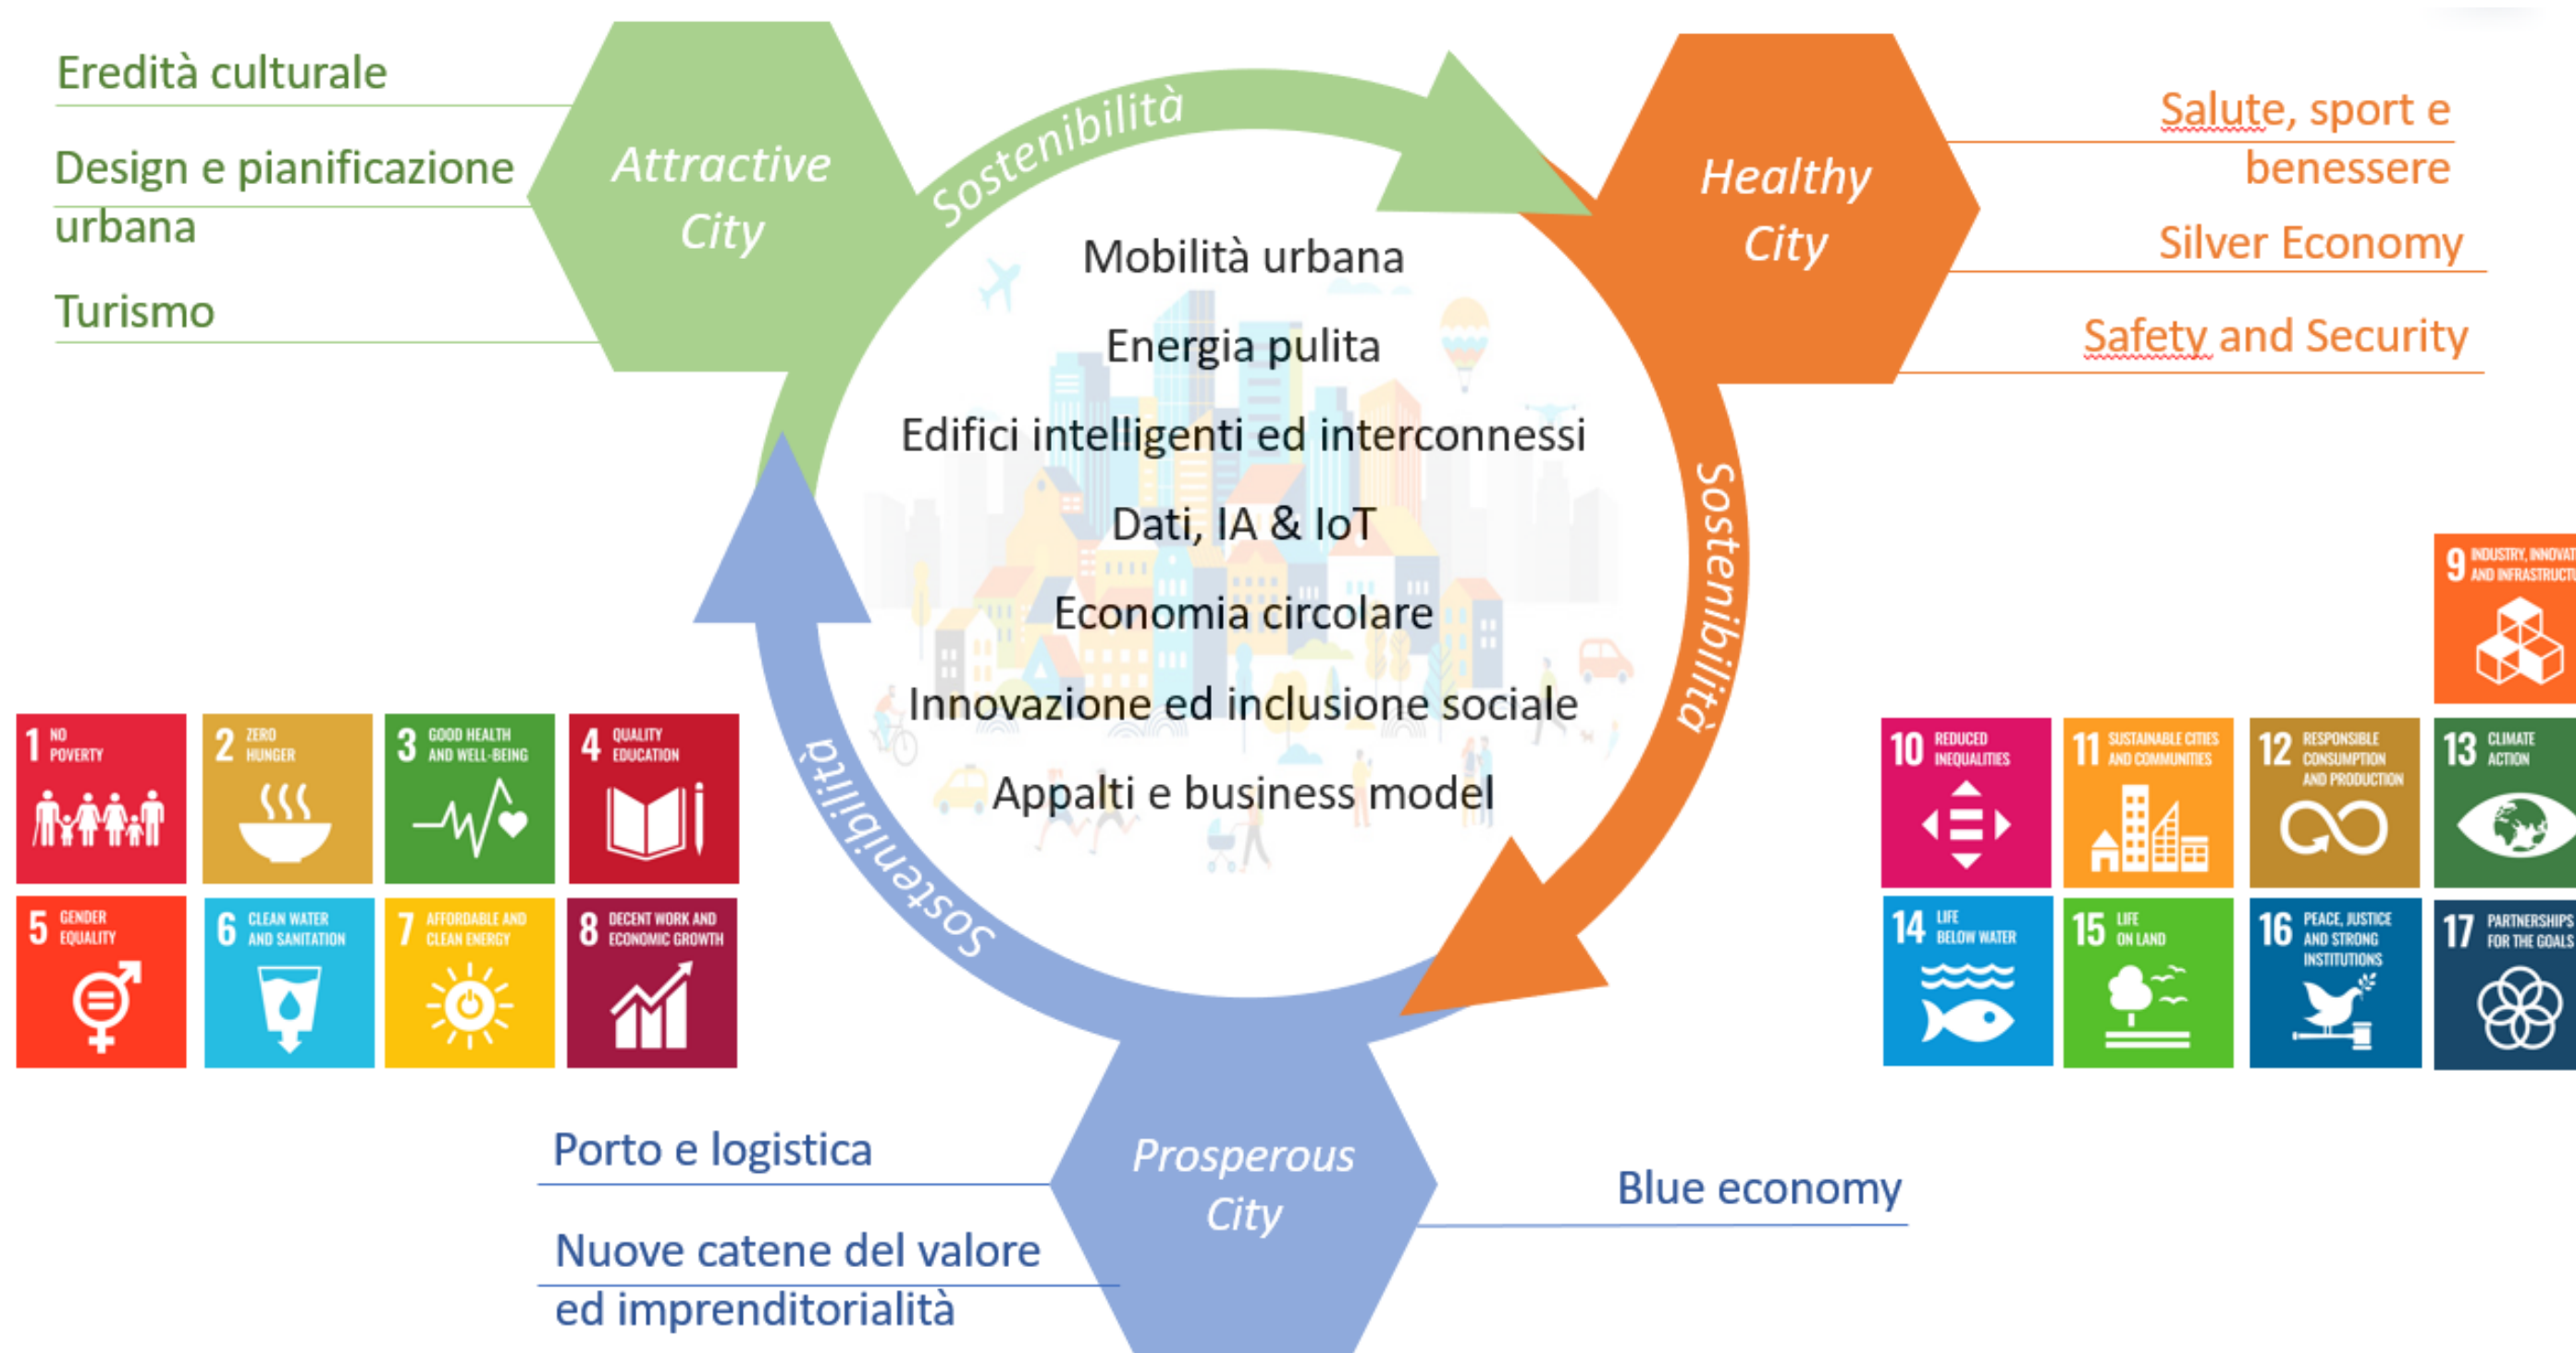 Eredità culturale
Design e pianificazione
urbana
Turismo
Attractive
City
Sostenibilità
Healthy
City
Salute, sport e
benessere
Silver Economy
Safety and Security
Mobilità urbana
Energia pulita
Edifici intelligenti ed interconnessi
Dati, IA & IoT
Economia circolare
Innovazione ed inclusione sociale
Appalti e business model
Sostenibilità
Sostenibilità
1 NO
POVERTY
2 ZERO
HUNGER
3 GOOD HEALTH
AND WELL-BEING
4 QUALITY
EDUCATION
5 GENDER
EQUALITY
6 CLEAN WATER
AND SANITATION
7 AFFORDABLE AND
CLEAN ENERGY
8 DECENT WORK AND
ECONOMIC GROWTH
9 INDUSTRY, INNOVAT
AND INFRASTRUCTU
10 REDUCED
INEQUALITIES
11 SUSTAINABLE CITIES
AND COMMUNITIES
12 RESPONSIBLE
CONSUMPTION
AND PRODUCTION
13 CLIMATE
ACTION
14 LIFE
BELOW WATER
15 LIFE
ON LAND
16 PEACE, JUSTICE
AND STRONG
INSTITUTIONS
17 PARTNERSHIPS
FOR THE GOALS
Porto e logistica
Nuove catene del valore
ed imprenditorialità
Prosperous
City
Blue economy